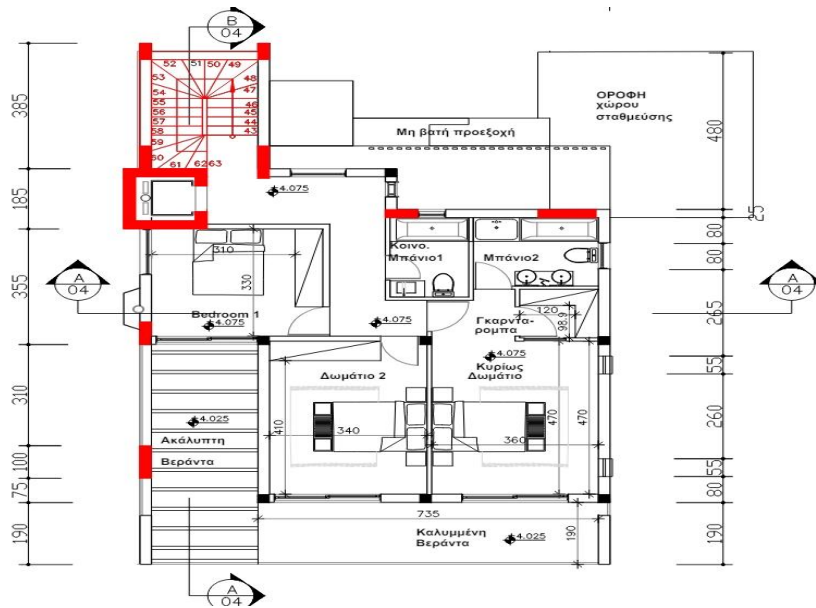 B
04
52 51 50 49
53
48
54
47
55
46
56
45
57
44
58
43
59
60
61
62 63
ΟΡΟΦΗ
χώρου
σταθμεύσης
Μη βατή προεξοχή
+4.075
385
185
355
310
100
75
190
480
25
80
80
265
55
260
55
80
190
A
04
A
04
310
330
Bedroom 1
+4.075
Κοινο.
Μπάνιο1
Μπάνιο2
+4.075
Γκαρντα-
ρομπα
120
98.9
+4.075
Κυρίως
Δωμάτιο
Δωμάτιο 2
410
340
360
470
470
+4.025
Ακάλυπτη
Βεράντα
735
Καλυμμένη
Βεράντα
+4.025
190
A
04